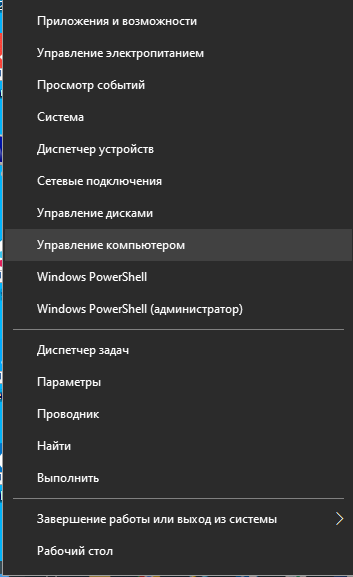 Приложения и возможности
Управление электропитанием
Просмотр событий
Система
Диспетчер устройств
Сетевые подключения
Управление дисками
Управление компьютером
Windows PowerShell
Windows PowerShell (администратор)
Диспетчер задач
Параметры
Проводник
Найти
Выполнить
Завершение работы или выход из системы
Рабочий стол